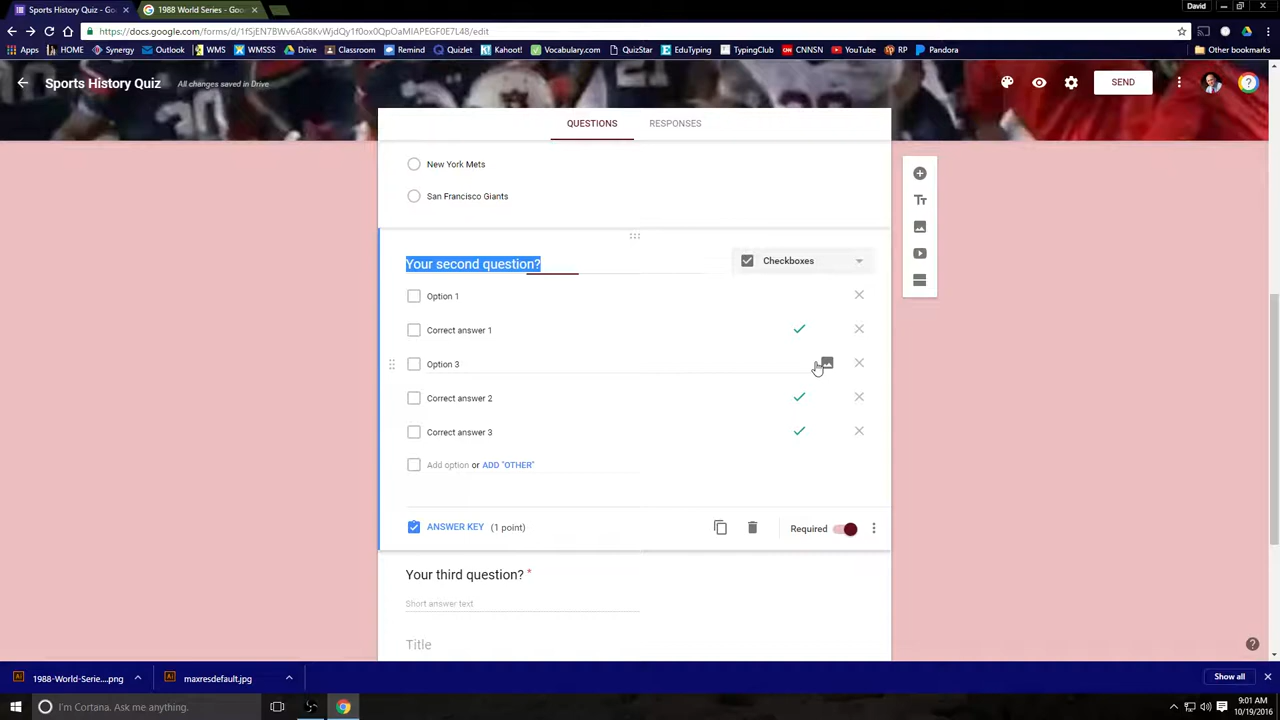 Sports History Quiz
1988 World Series
David
https://docs.google.com/forms/d/1fSjEN7BWv6AG8KvWjdQy1f0ox0QpOaMIAPEGF0E7L48/edit
Apps HOME Synergy Outlook WMS WMSSS Drive Classroom Remind Quizlet Kahoot! Vocabulary.com QuizStar EduTyping TypingClub CNNSN YouTube RP Pandora Other bookmarks
Sports History Quiz All changes saved in Drive SEND
QUESTIONS RESPONSES
New York Mets
San Francisco Giants
Your second question? Checkboxes
Option 1
Correct answer 1
Option 3
Correct answer 2
Correct answer 3
Add option or ADD "OTHER"
ANSWER KEY (1 point) Required
Your third question? *
Short answer text
Title
1988-World-Serie....png maxresdefault.jpg Show all
I'm Cortana. Ask me anything. 9:01 AM
10/19/2016